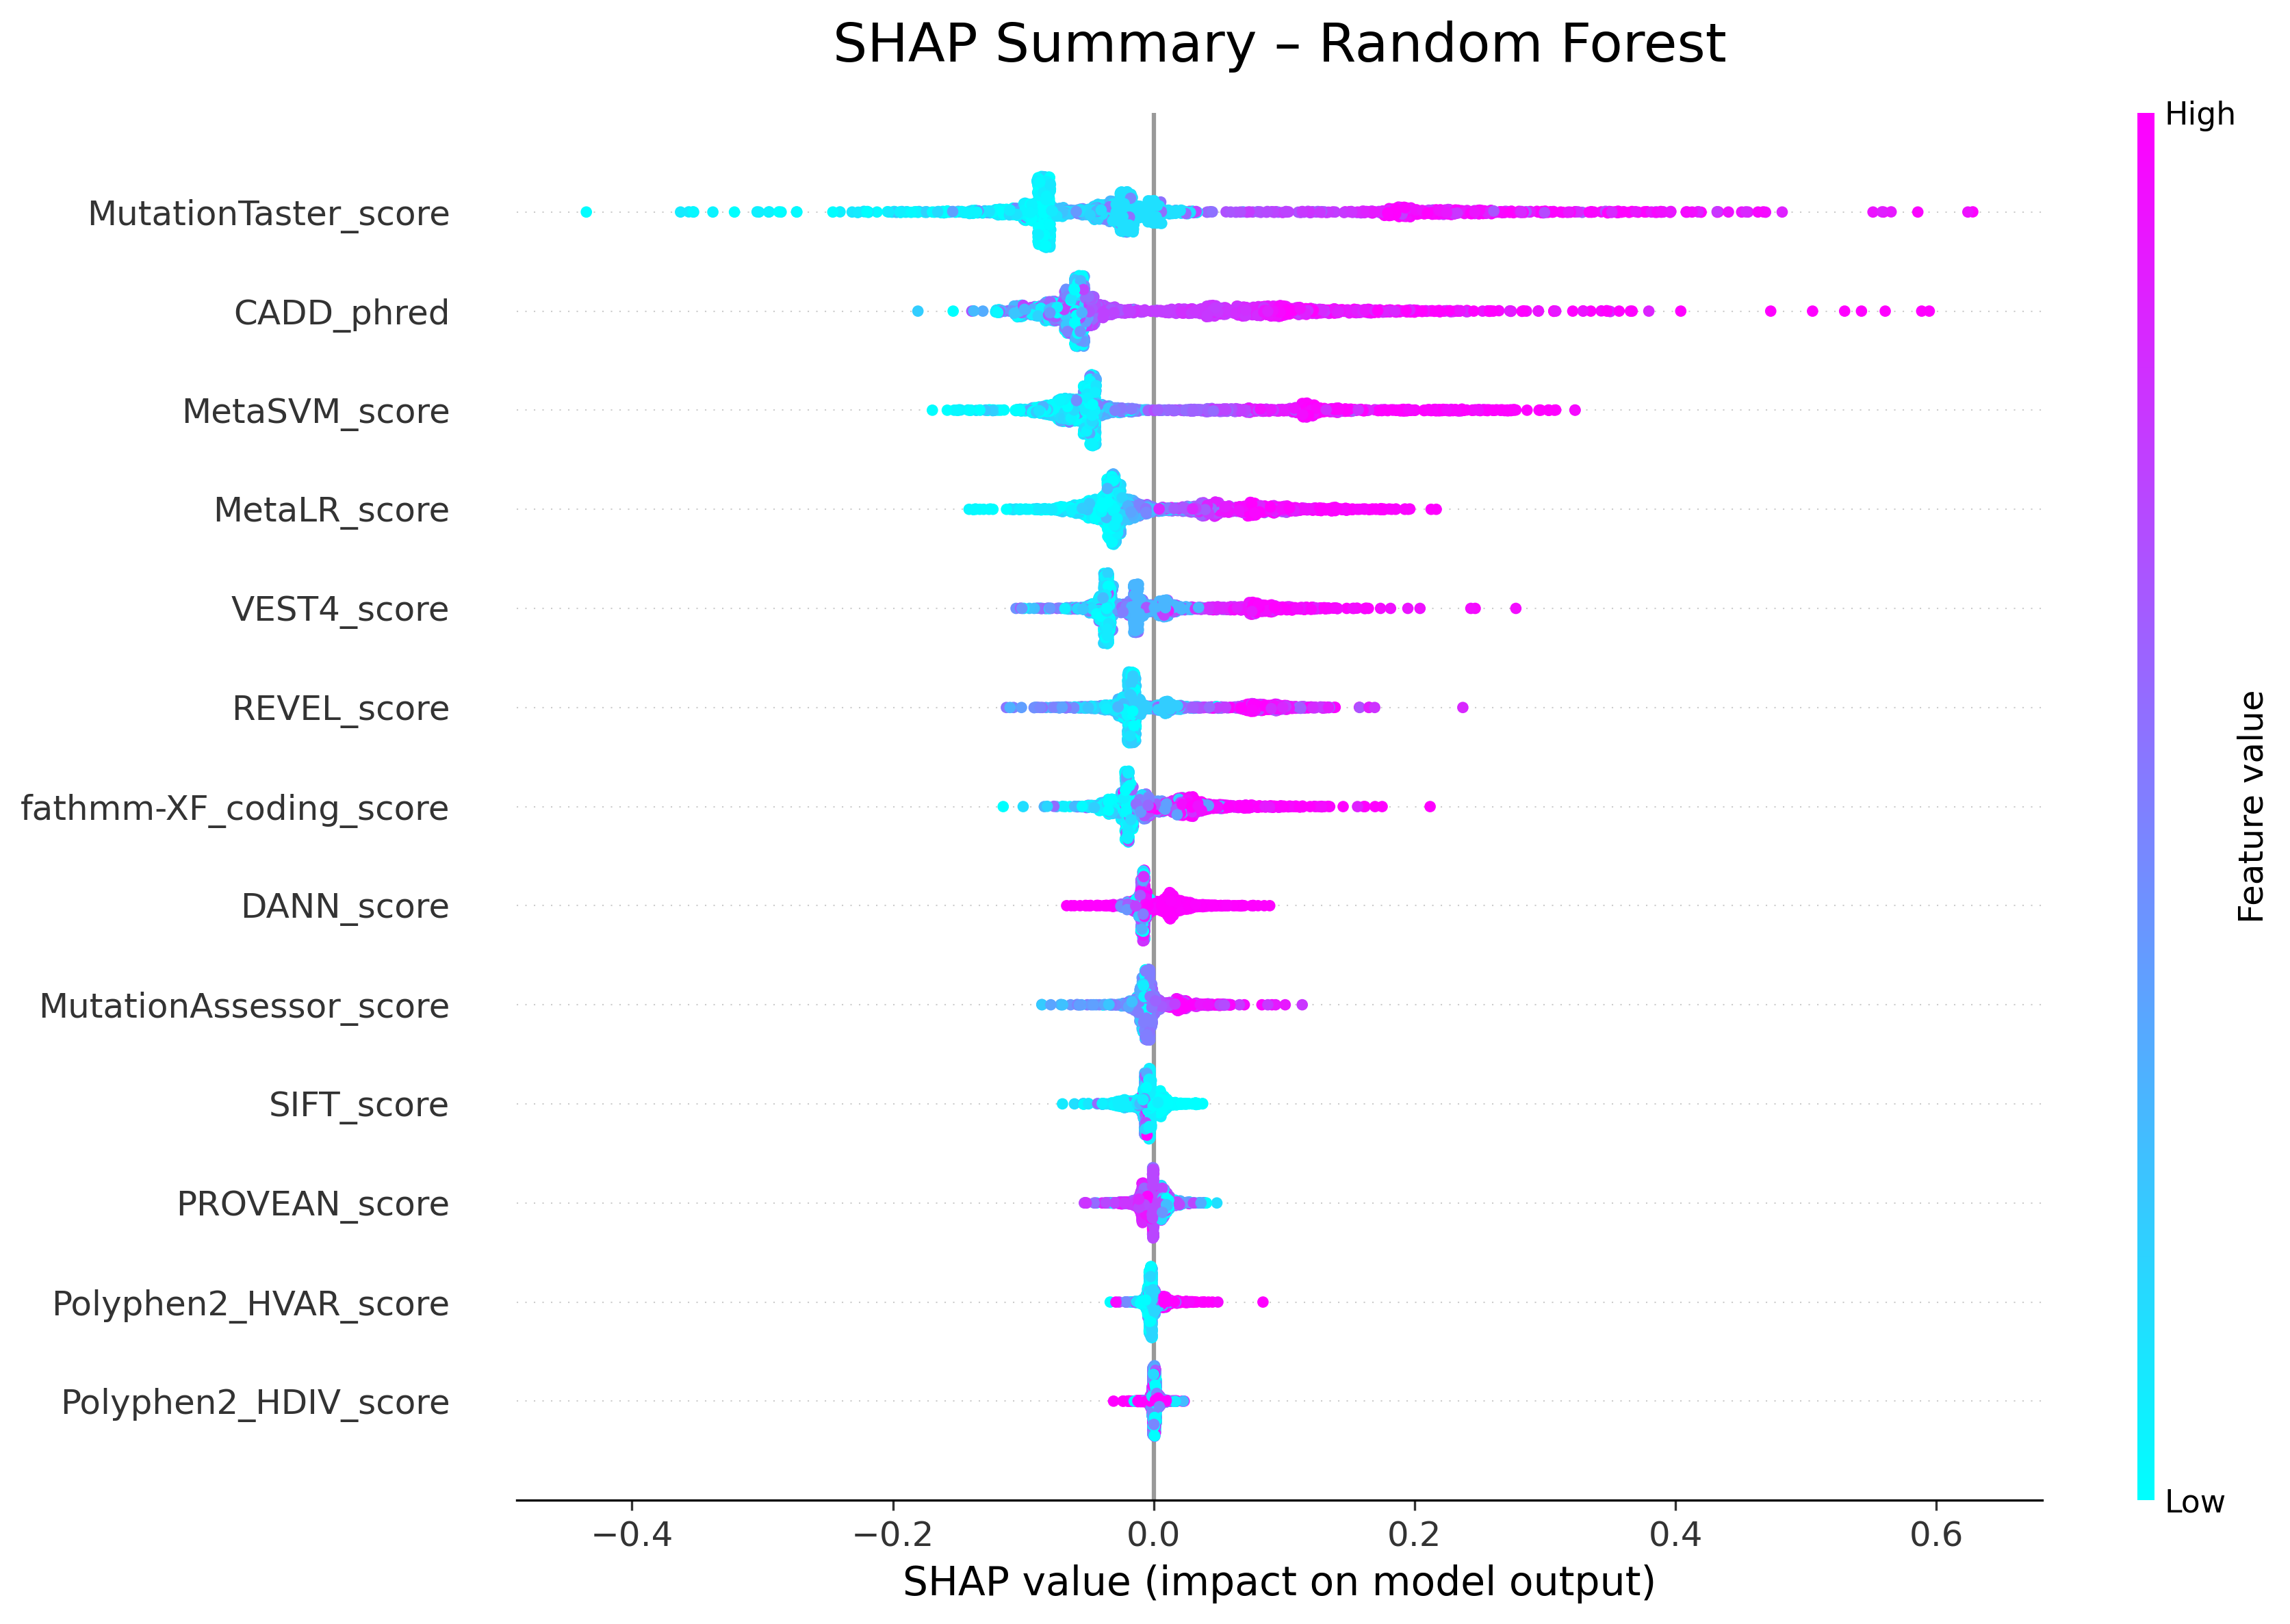 SHAP Summary – Random Forest
High
MutationTaster_score
CADD_phred
MetaSVM_score
MetaLR_score
VEST4_score
REVEL_score
fathmm-XF_coding_score
DANN_score
MutationAssessor_score
SIFT_score
PROVEAN_score
Polyphen2_HVAR_score
Polyphen2_HDIV_score
Feature value
Low
−0.4 −0.2 0.0 0.2 0.4 0.6
SHAP value (impact on model output)